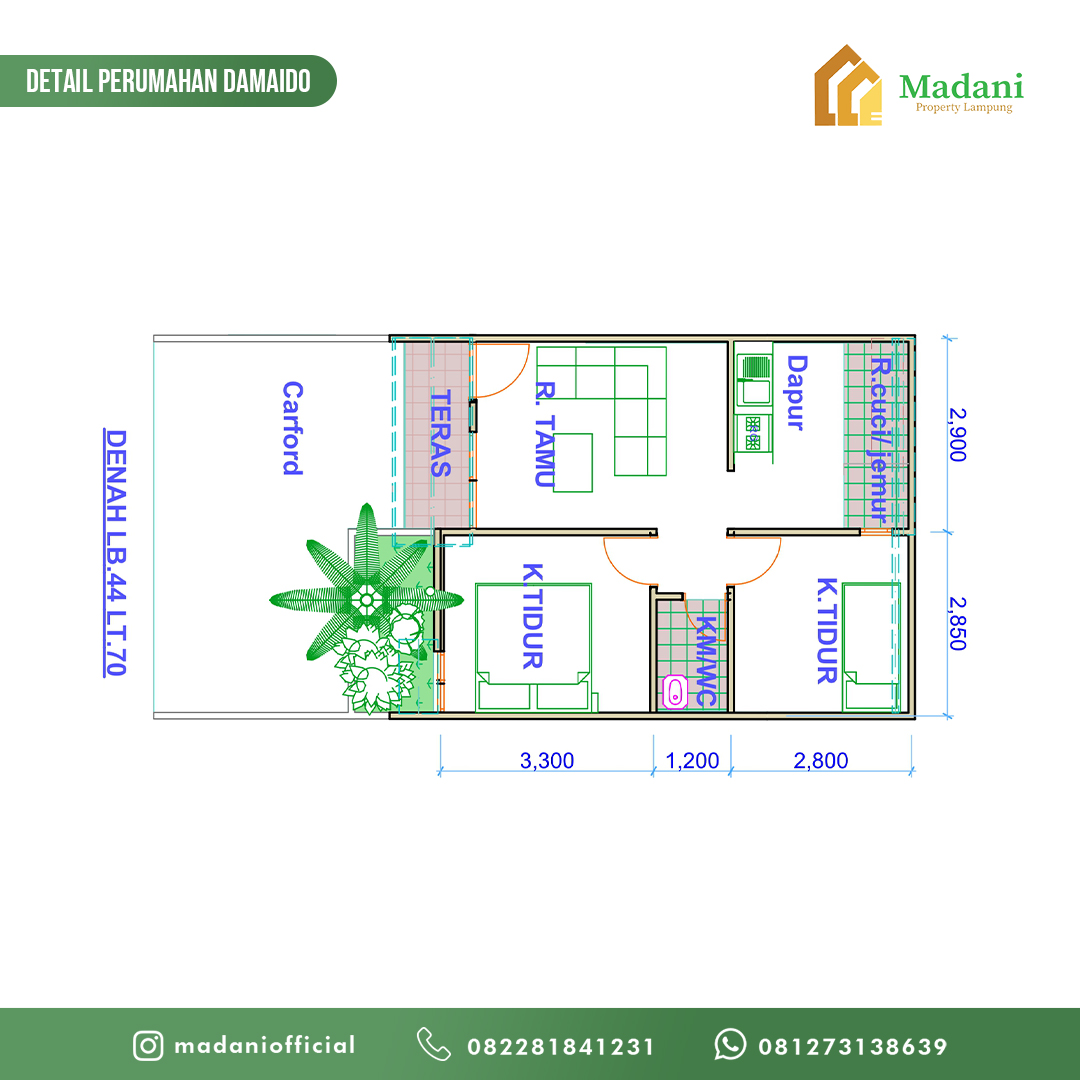 DETAIL PERUMAHAN DAMAIDO
Madani
Property Lampung
DENAH LB.44 LT.70
Carford
TERAS
R. TAMU
Dapur
R.cuci/ jemur
K.TIDUR
KM/WC
K.TIDUR
2,900
2,850
3,300
1,200
2,800
madaniofficial
082281841231
081273138639